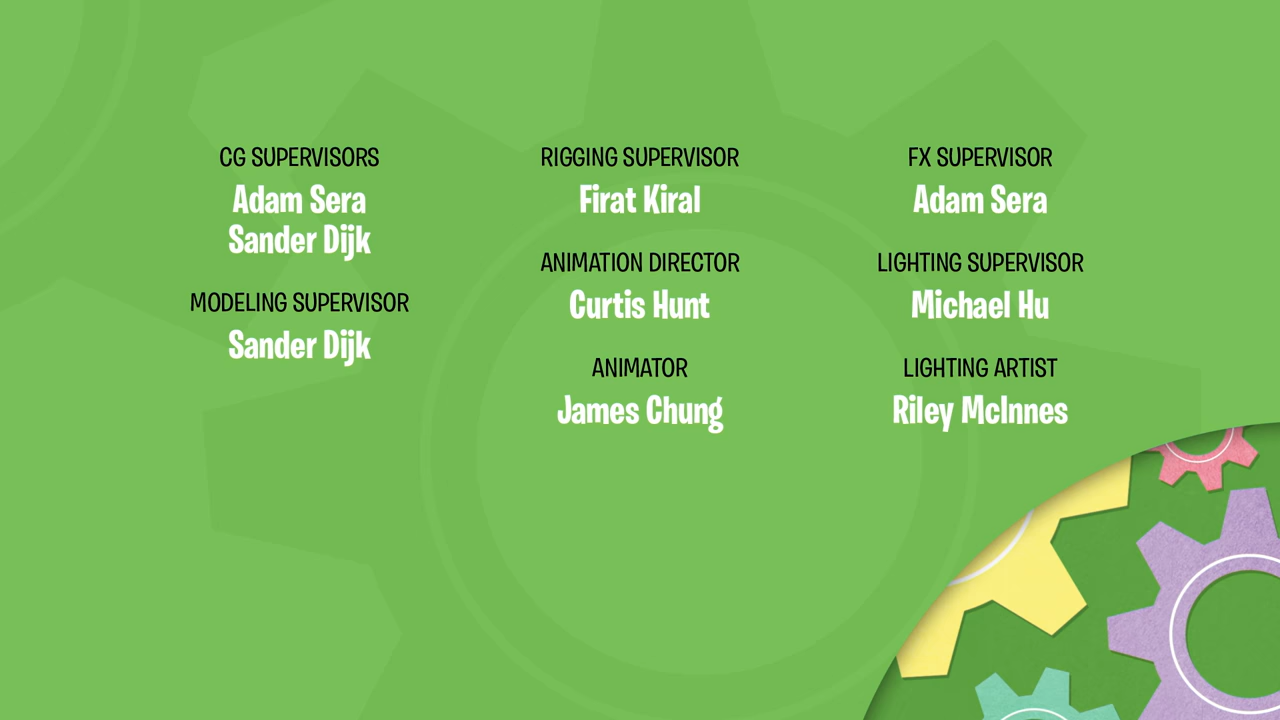 CG SUPERVISORS
Adam Sera
Sander Dijk
MODELING SUPERVISOR
Sander Dijk
RIGGING SUPERVISOR
Firat Kiral
ANIMATION DIRECTOR
Curtis Hunt
ANIMATOR
James Chung
FX SUPERVISOR
Adam Sera
LIGHTING SUPERVISOR
Michael Hu
LIGHTING ARTIST
Riley McInnes